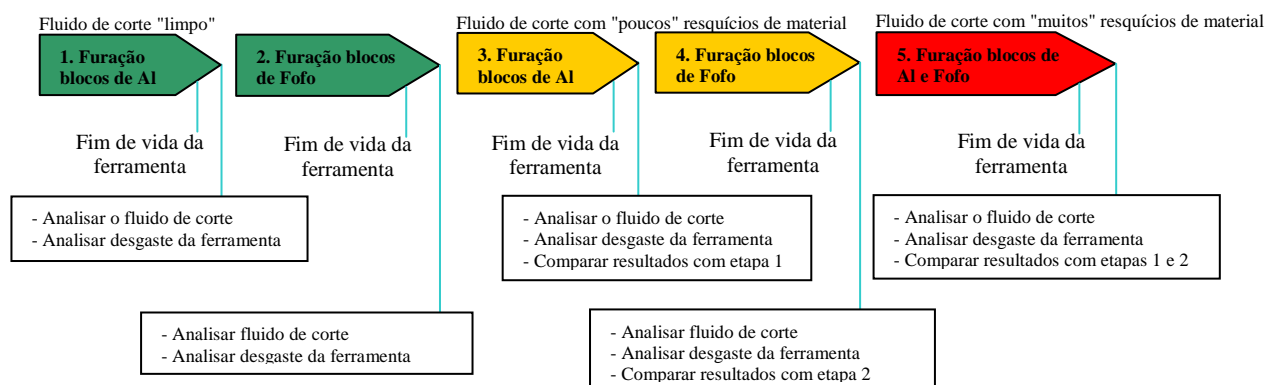 Fluido de corte "limpo"
Fluido de corte com "poucos" resquícios de material
Fluido de corte com "muitos" resquícios de material
1. Furação
blocos de Al
2. Furação blocos
de Fofo
3. Furação
blocos de Al
4. Furação blocos
de Fofo
5. Furação blocos de
Al e Fofo
Fim de vida da
ferramenta
Fim de vida da
ferramenta
Fim de vida da
ferramenta
Fim de vida da
ferramenta
Fim de vida da
ferramenta
- Analisar o fluido de corte
- Analisar desgaste da ferramenta
- Analisar o fluido de corte
- Analisar desgaste da ferramenta
- Comparar resultados com etapa 1
- Analisar o fluido de corte
- Analisar desgaste da ferramenta
- Comparar resultados com etapas 1 e 2
- Analisar fluido de corte
- Analisar desgaste da ferramenta
- Analisar fluido de corte
- Analisar desgaste da ferramenta
- Comparar resultados com etapa 2